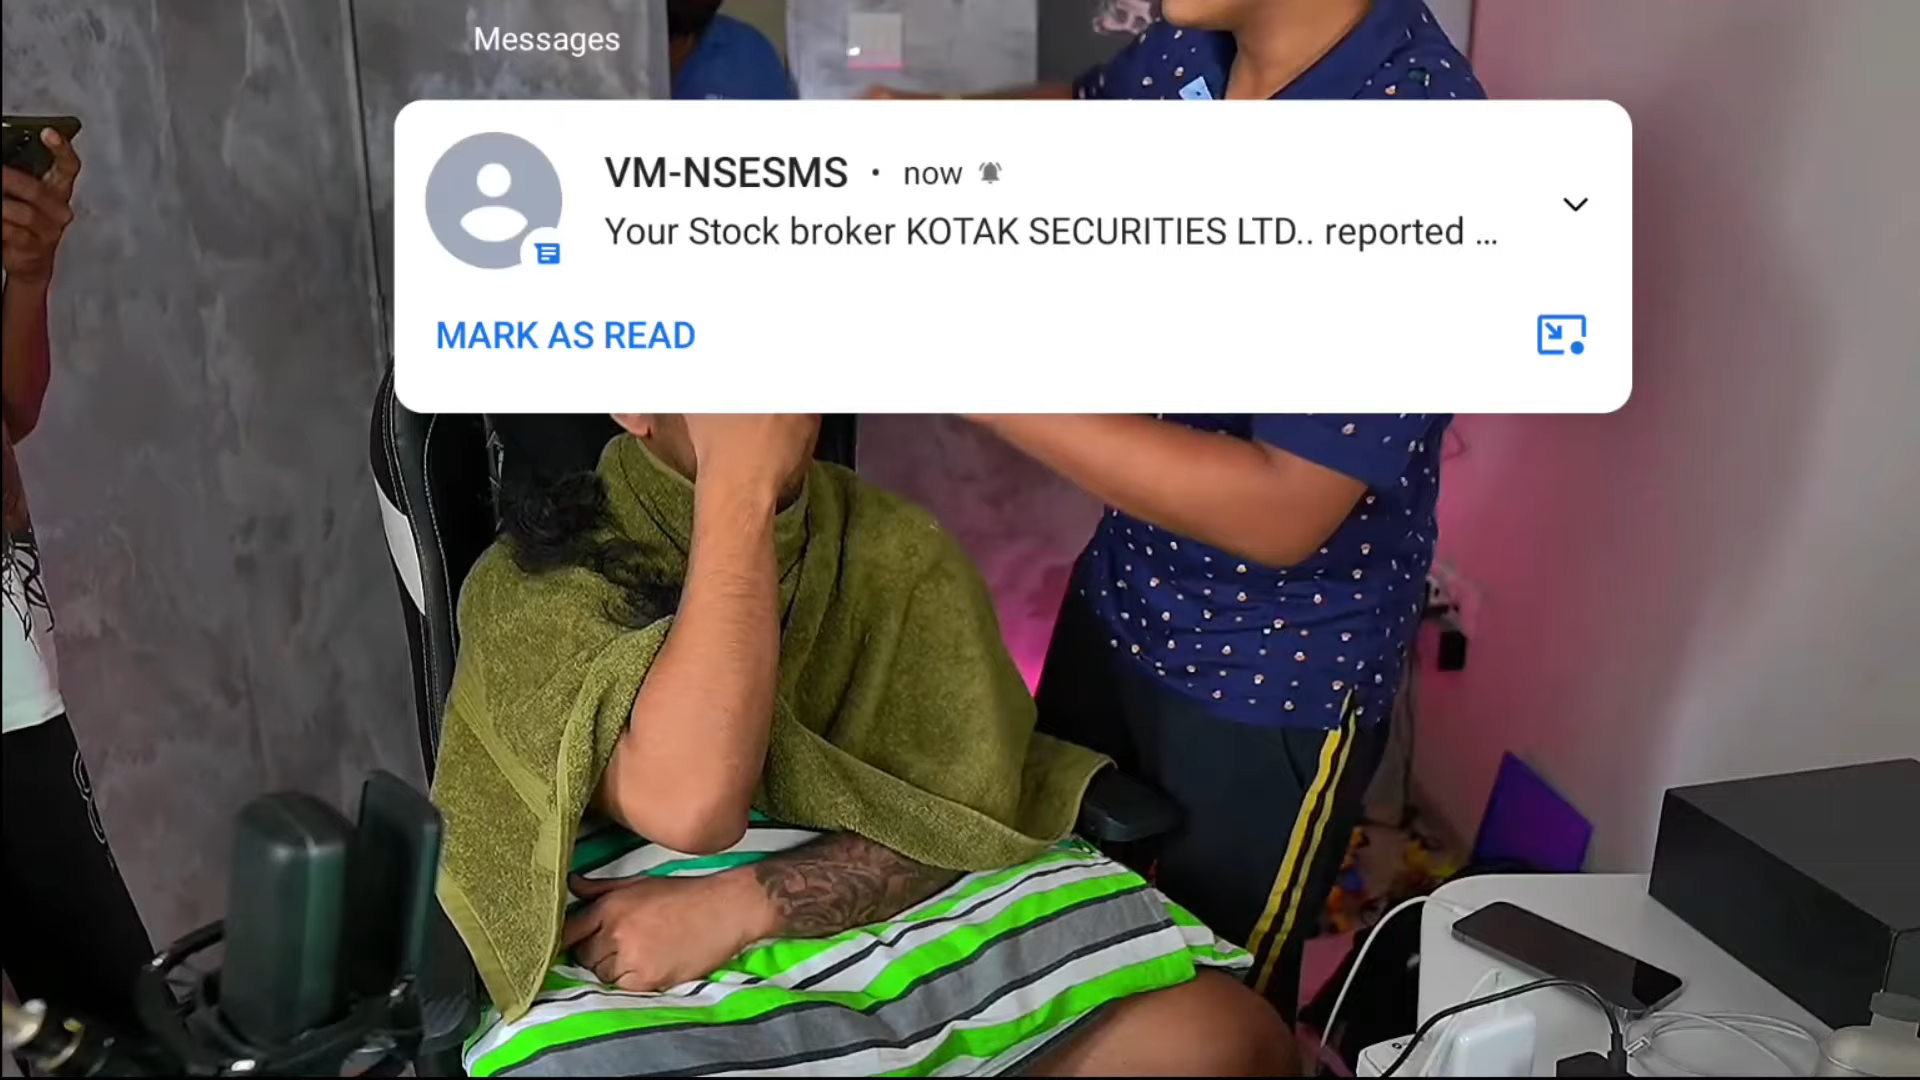 Messages
VM-NSESMS • now
Your Stock broker KOTAK SECURITIES LTD.. reported ...
MARK AS READ